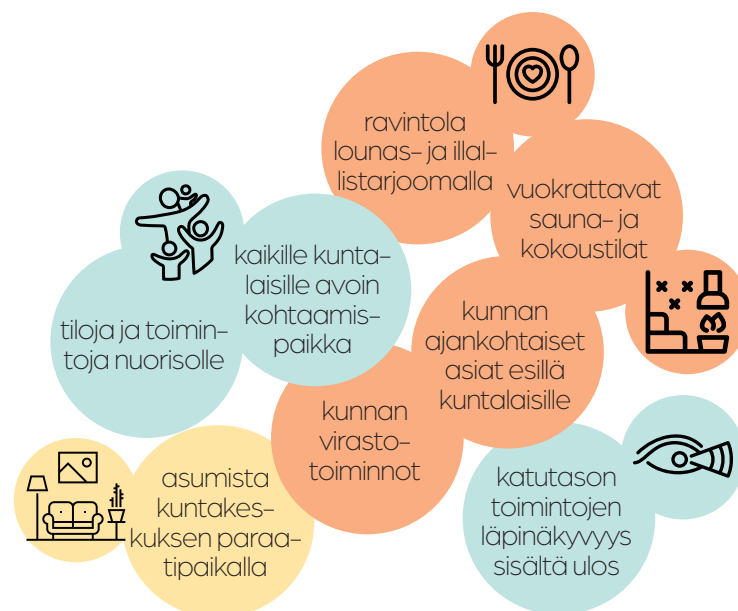 ravintola
lounas- ja illal-
listarjoomalla
vuokrattavat
sauna- ja
kokoustilat
kaikille kunta-
laisille avoin
kohtaamis-
paikka
tiloja ja toimin-
toja nuorisolle
kunnan
ajankohtaiset
asiat esillä
kuntalaisille
kunnan
virasto-
toiminnot
asumista
kuntakes-
kuksen paraa-
tipaikalla
katutason
toimintojen
läpinäkyvyys
sisältä ulos